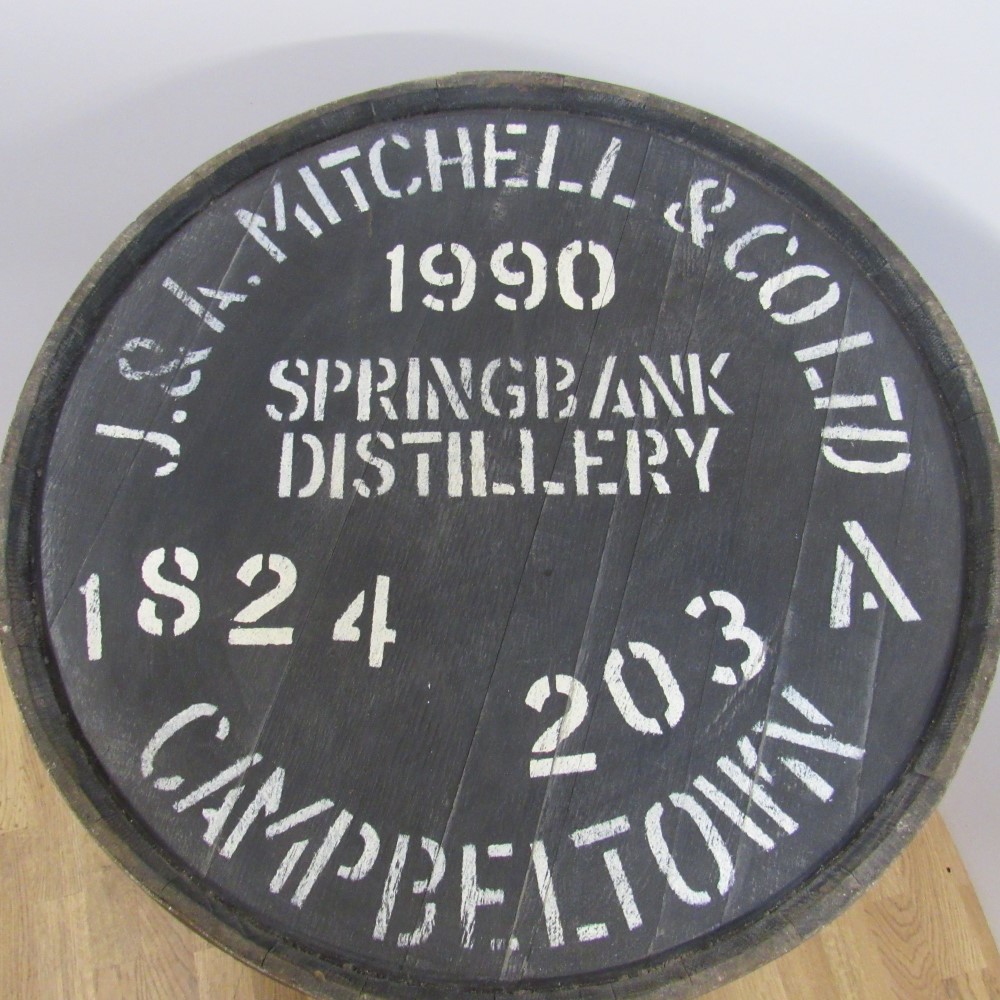 J. & A. MITCHELL & CO LTD
1990
SPRINGBANK
DISTILLERY
1824
203 A
CAMPBELTOWN